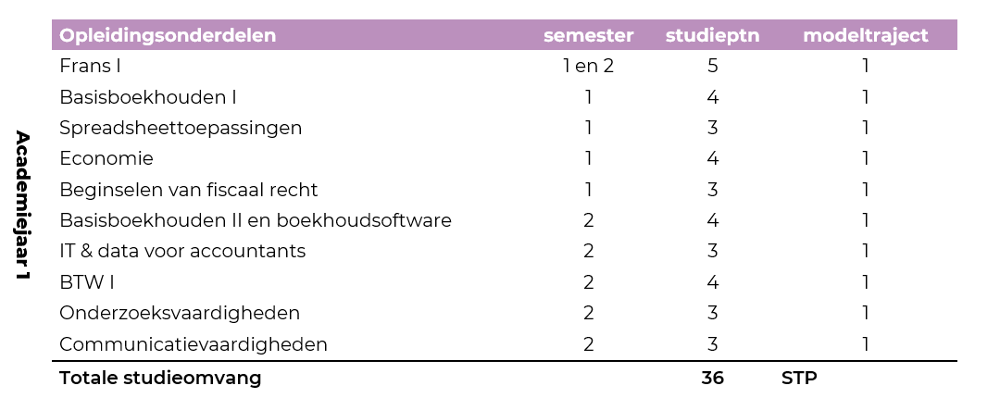 Academiejaar 1
Opleidingsonderdelen semester studieptn modeltraject
Frans I 1 en 2 5 1
Basisboekhouden I 1 4 1
Spreadsheettoepassingen 1 3 1
Economie 1 4 1
Beginselen van fiscaal recht 1 3 1
Basisboekhouden II en boekhoudsoftware 2 4 1
IT & data voor accountants 2 3 1
BTW I 2 4 1
Onderzoeksvaardigheden 2 3 1
Communicatievaardigheden 2 3 1
Totale studieomvang 36 STP